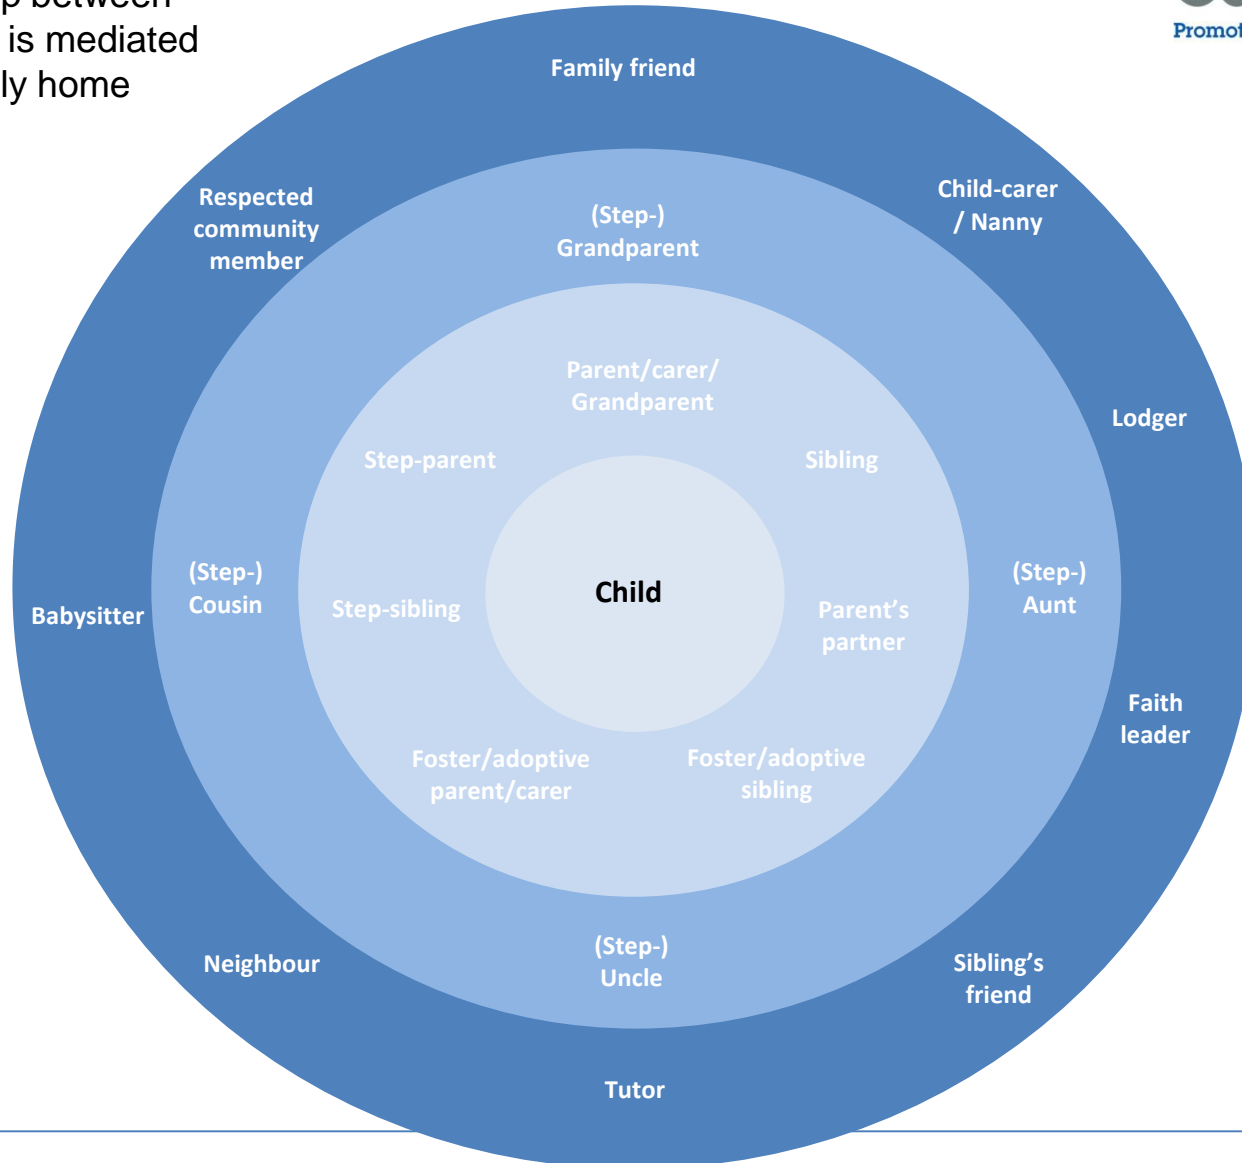 p between
is mediated
ly home
Promot
Family friend
Respected
community
member
Child-carer
/ Nanny
(Step-)
Grandparent
Parent/carer/
Grandparent
Lodger
Step-parent
Sibling
(Step-)
Cousin
Child
(Step-)
Aunt
Babysitter
Step-sibling
Parent’s
partner
Faith
leader
Foster/adoptive
parent/carer
Foster/adoptive
sibling
Neighbour
(Step-)
Uncle
Sibling’s
friend
Tutor